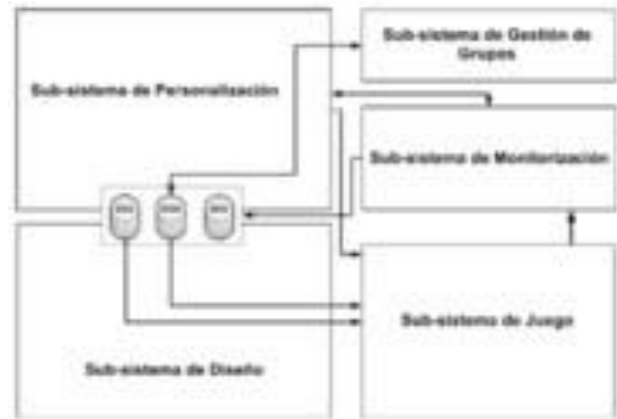 Sub-sistema de Gestión de
Grupos
Sub-sistema de Personalización
Sub-sistema de Monitorización
Sub-sistema de Juego
Sub-sistema de Diseño